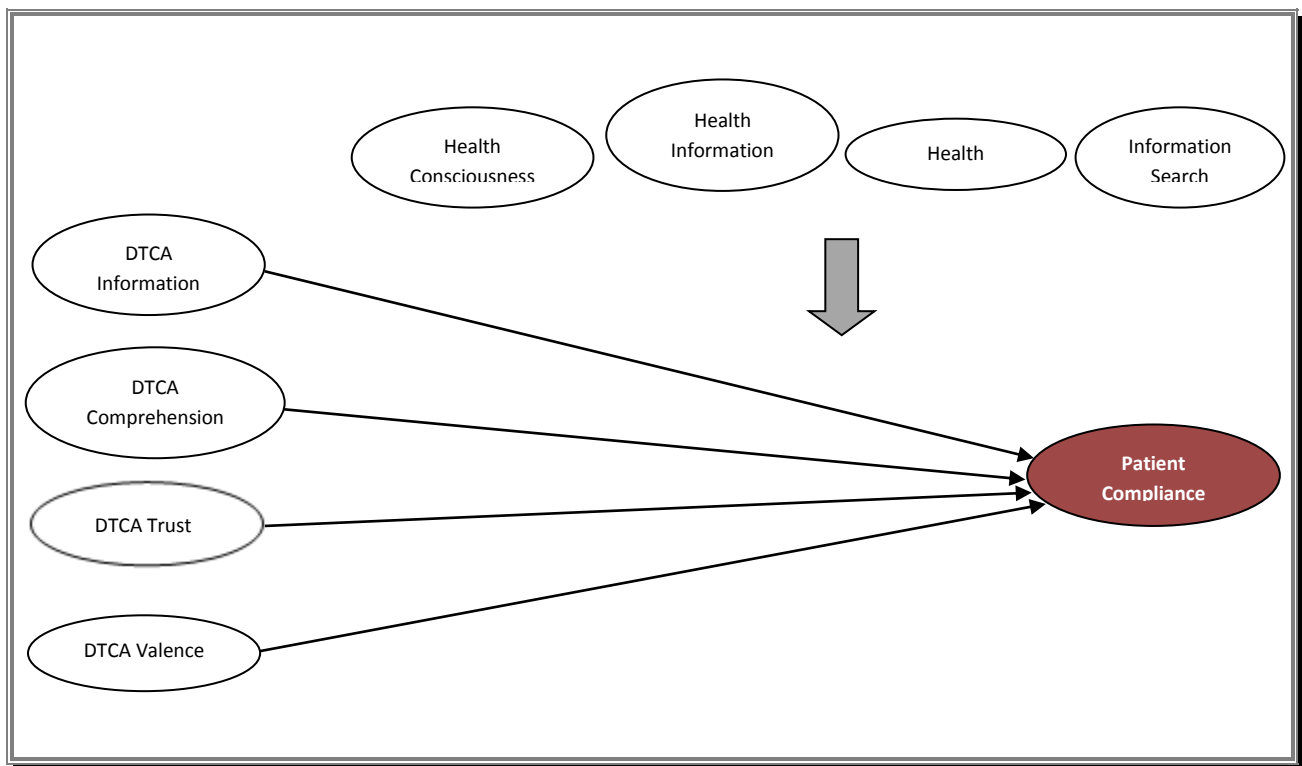 Health
Consciousness
Health
Information
Health
Information
Search
DTCA
Information
DTCA
Comprehension
DTCA Trust
DTCA Valence
Patient
Compliance